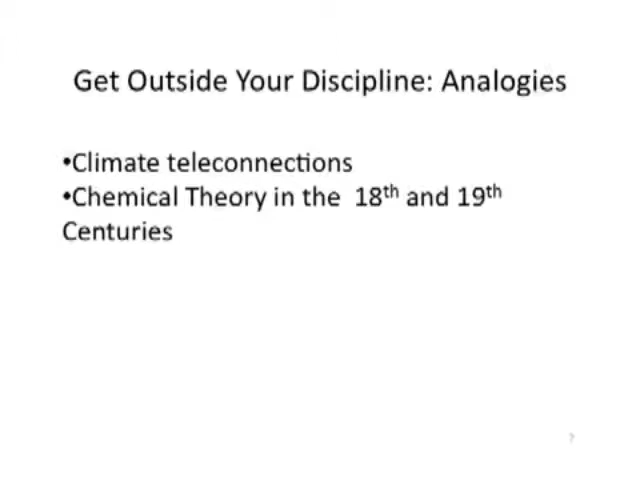 Get Outside Your Discipline: Analogies
•Climate teleconnections
•Chemical Theory in the 18th and 19th
Centuries